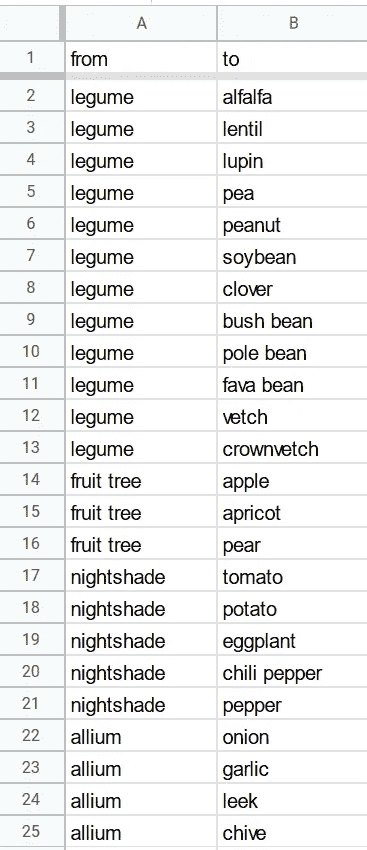 A B
1 from to
2 legume alfalfa
3 legume lentil
4 legume lupin
5 legume pea
6 legume peanut
7 legume soybean
8 legume clover
9 legume bush bean
10 legume pole bean
11 legume fava bean
12 legume vetch
13 legume crownvetch
14 fruit tree apple
15 fruit tree apricot
16 fruit tree pear
17 nightshade tomato
18 nightshade potato
19 nightshade eggplant
20 nightshade chili pepper
21 nightshade pepper
22 allium onion
23 allium garlic
24 allium leek
25 allium chive